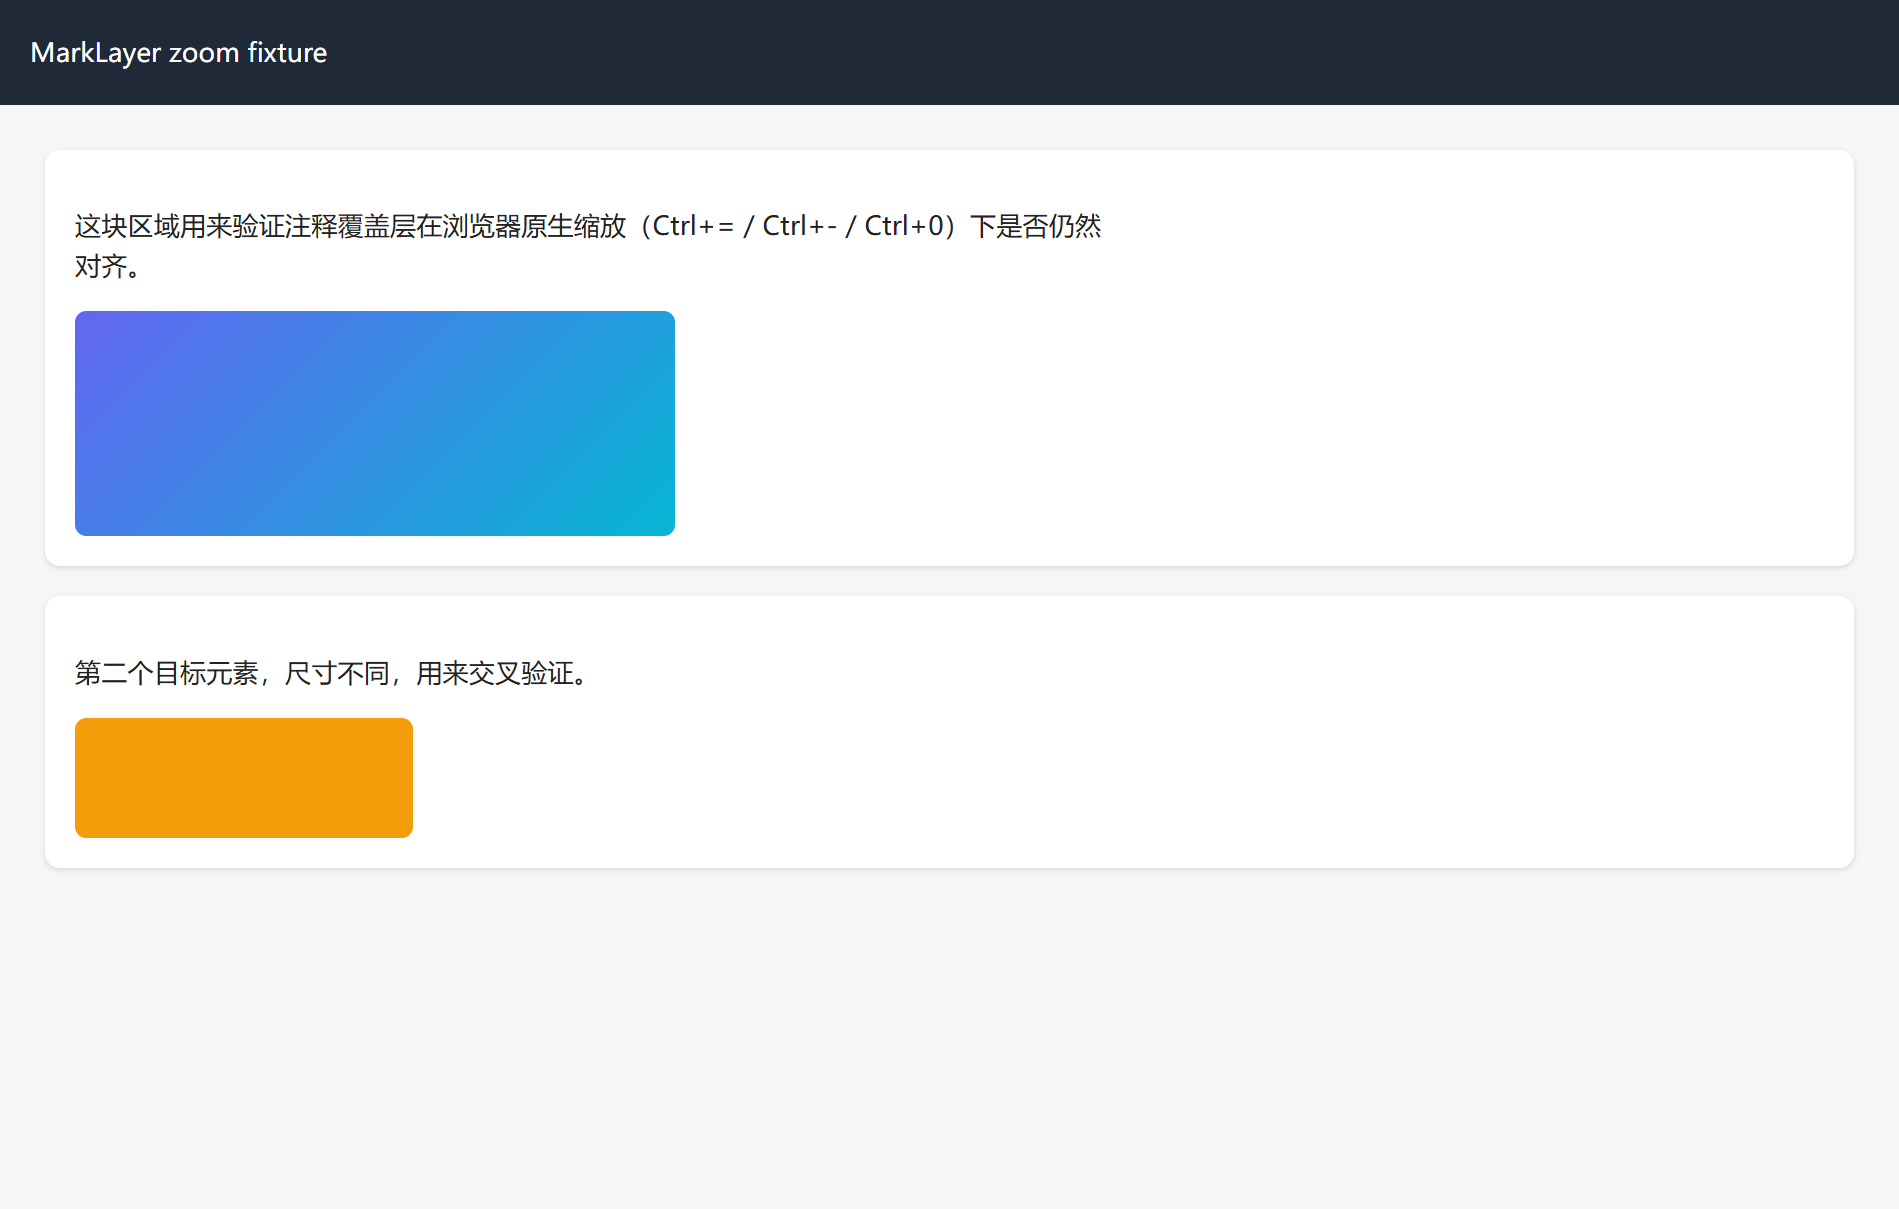 MarkLayer zoom fixture
这块区域用来验证注释覆盖层在浏览器原生缩放（Ctrl+= / Ctrl+- / Ctrl+0）下是否仍然
对齐。
第二个目标元素，尺寸不同，用来交叉验证。